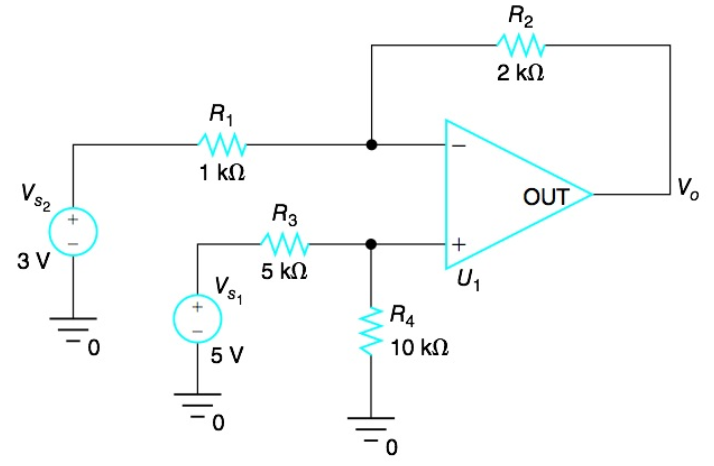 R2
2 kΩ
R1
1 kΩ
Vs2
+
−
3 V
−
OUT
Vo
R3
5 kΩ
+
U1
Vs1
+
−
5 V
R4
10 kΩ
0
0
0